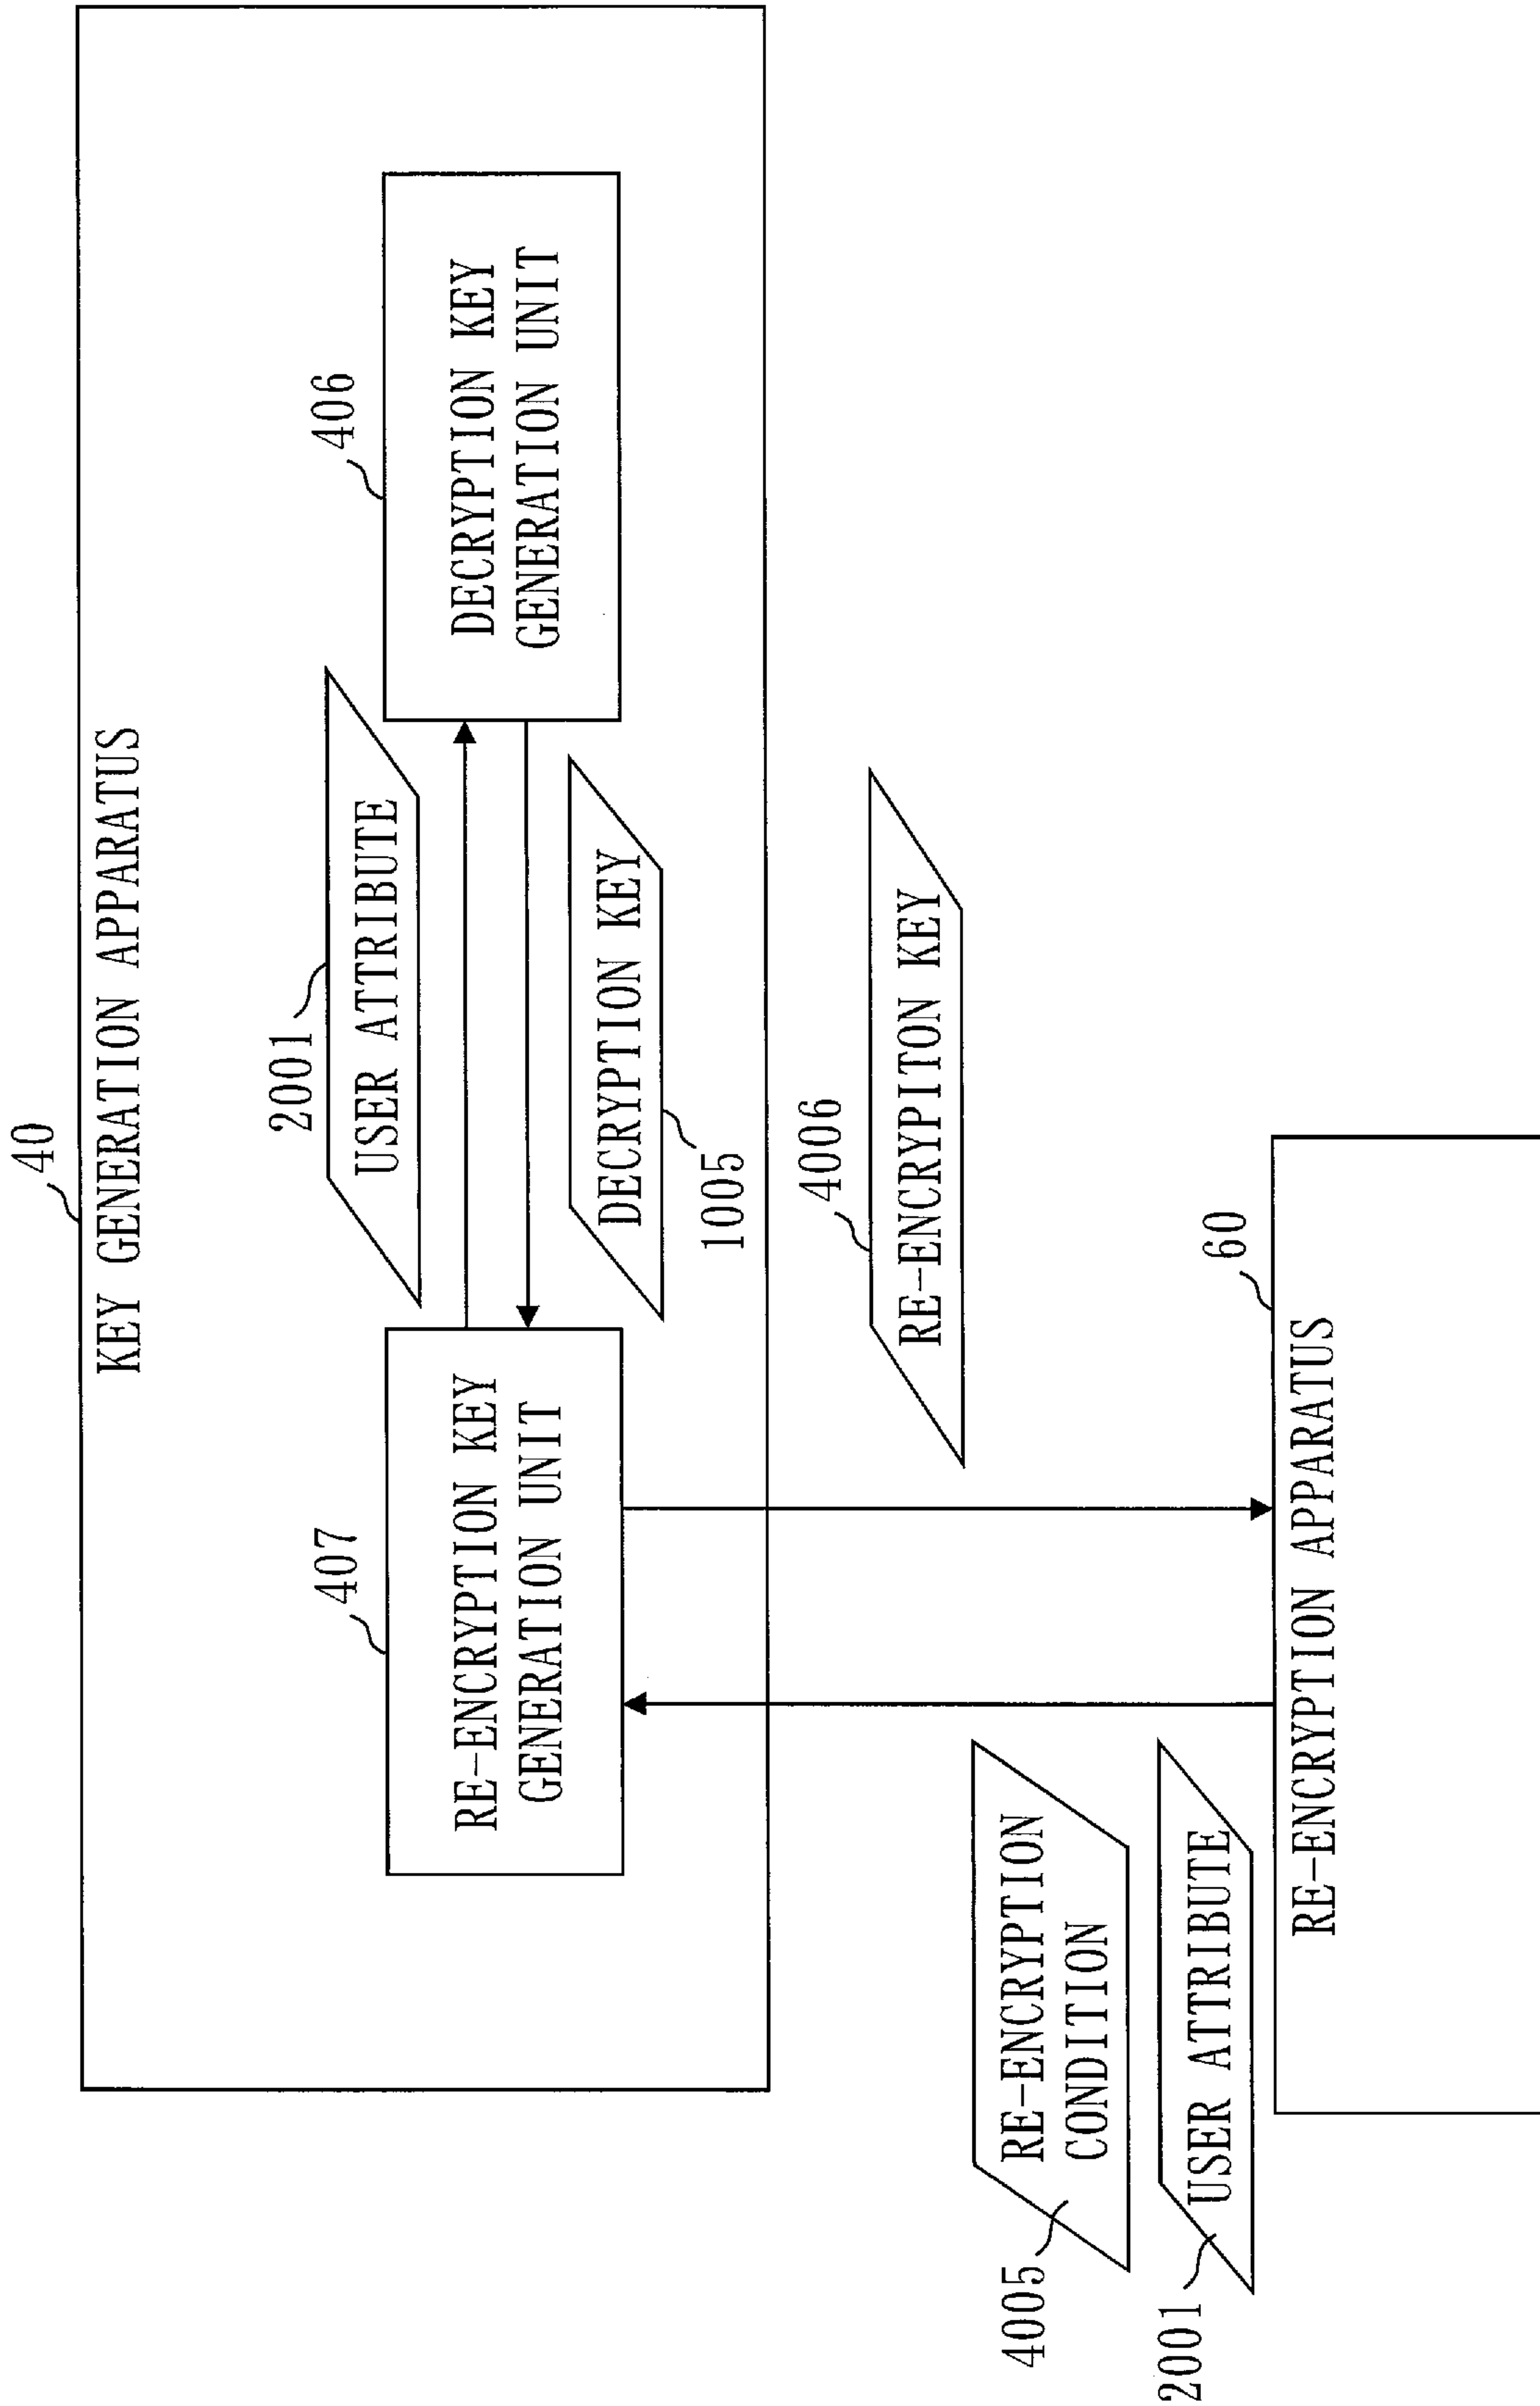 40
KEY GENERATION APPARATUS
407
RE-ENCRYPTION KEY
GENERATION UNIT
2001
USER ATTRIBUTE
406
DECRYPTION KEY
GENERATION UNIT
DECRYPTION KEY
1005
4006
RE-ENCRYPITON KEY
4005
RE-ENCRYPTION
CONDITION
2001
USER ATTRIBUTE
60
RE-ENCRYPTION APPARATUS